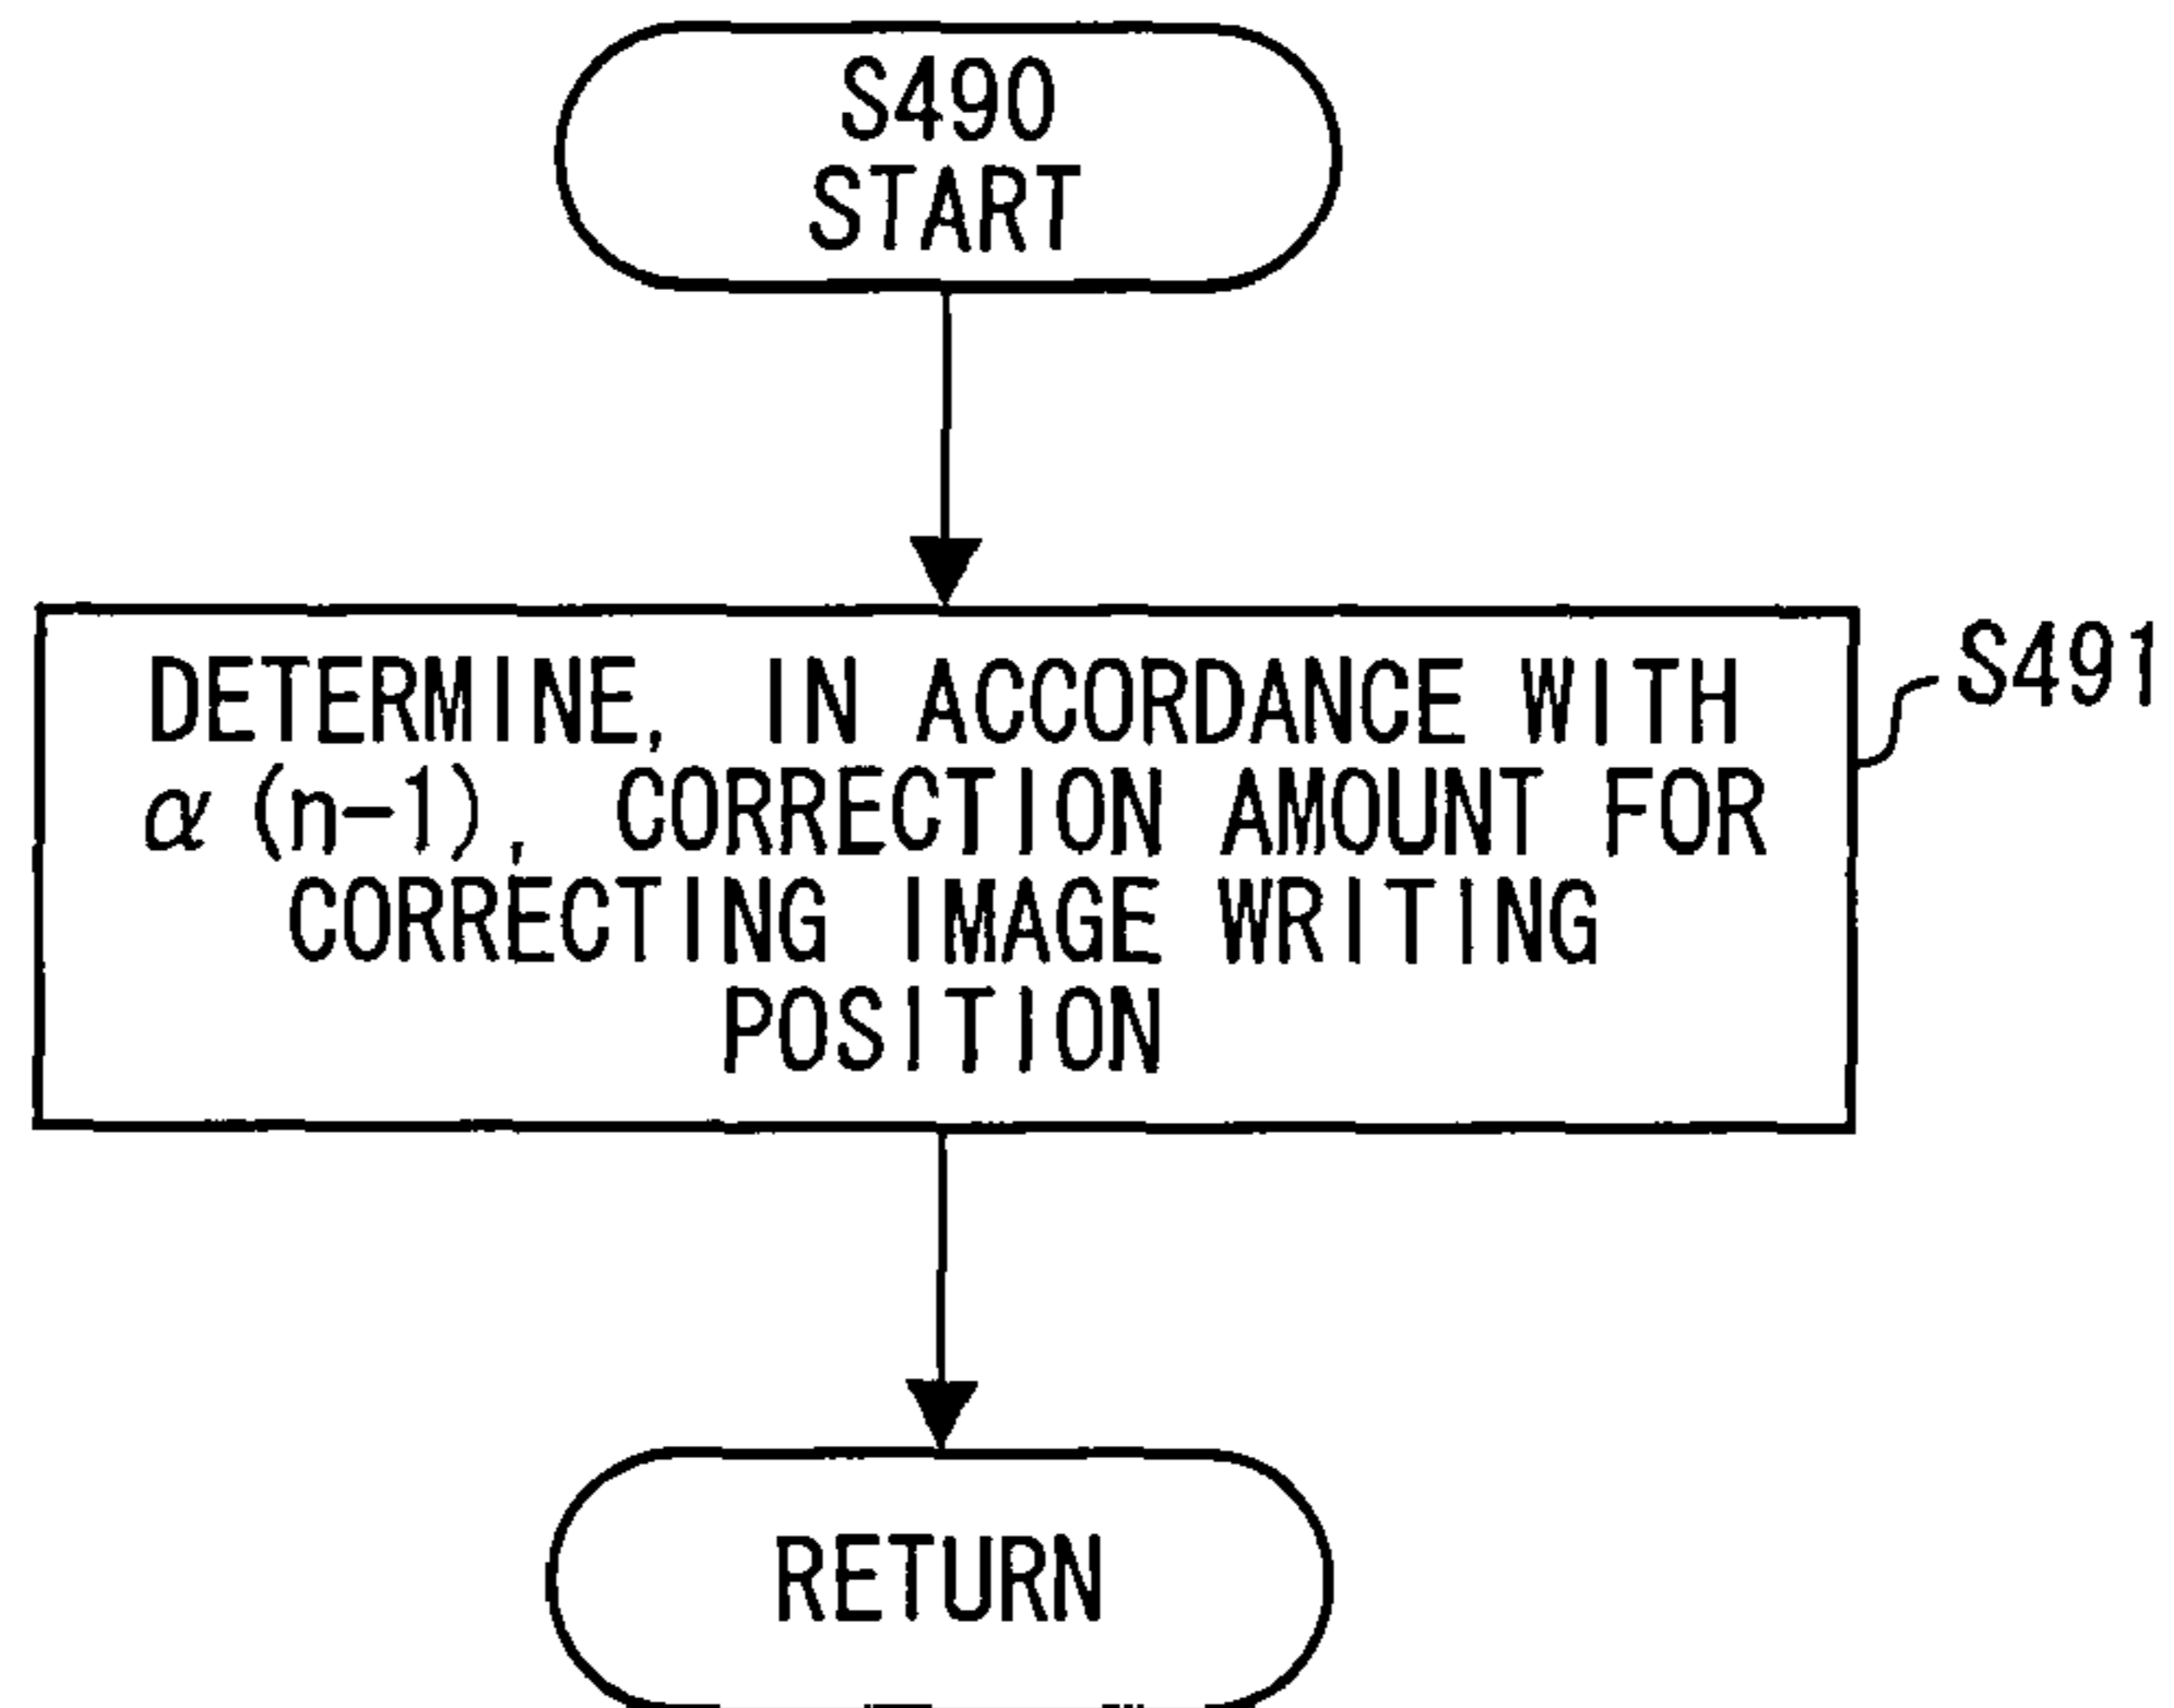 S490
START
DETERMINE, IN ACCORDANCE WITH
α (n-1), CORRECTION AMOUNT FOR
CORRECTING IMAGE WRITING
POSITION
S491
RETURN